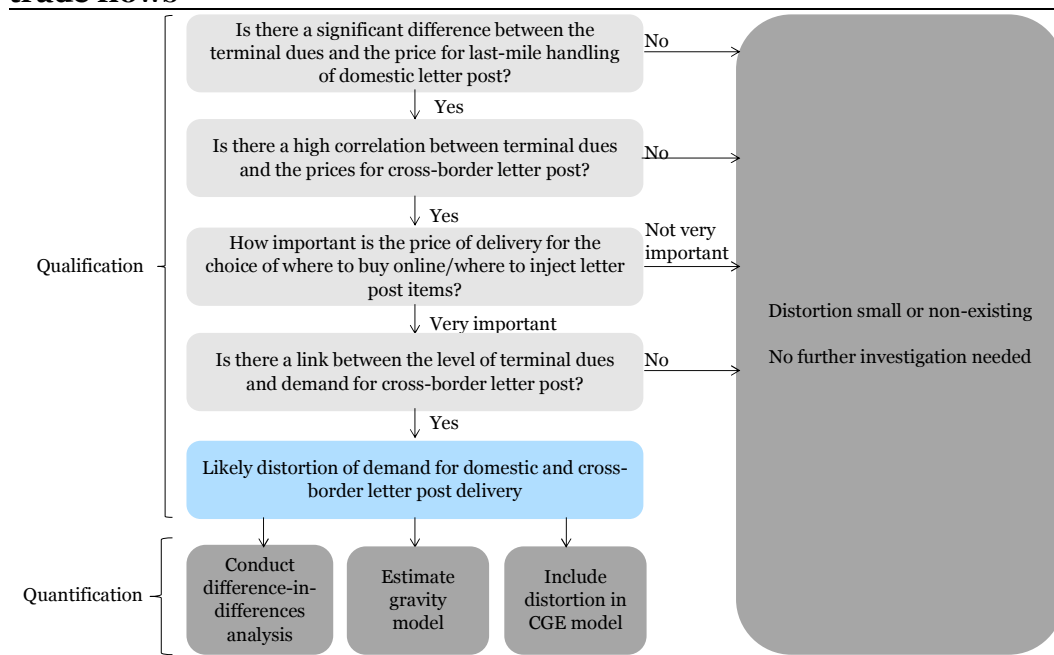 trade flows
Is there a significant difference between the
terminal dues and the price for last-mile handling
of domestic letter post?
No
Yes
Is there a high correlation between terminal dues
and the prices for cross-border letter post?
No
Yes
How important is the price of delivery for the
choice of where to buy online/where to inject letter
post items?
Not very
important
Very important
Is there a link between the level of terminal dues
and demand for cross-border letter post?
No
Yes
Likely distortion of demand for domestic and cross-
border letter post delivery
Qualification
Distortion small or non-existing
No further investigation needed
Quantification
Conduct
difference-in-
differences
analysis
Estimate
gravity
model
Include
distortion in
CGE model